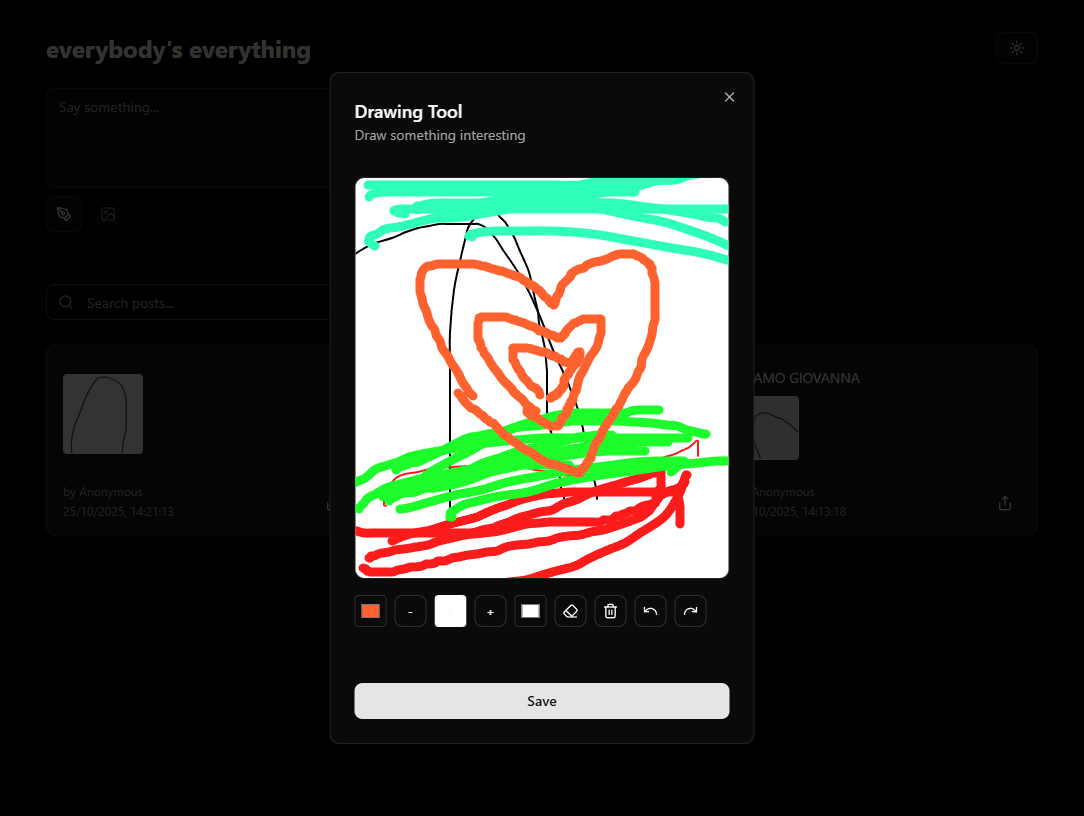 everybody's everything
Say something...
Drawing Tool
Draw something interesting
Search posts...
AMO GIOVANNA
by Anonymous
25/10/2025, 14:21:13
Anonymous
10/2025, 14:13:18
-
+
Save